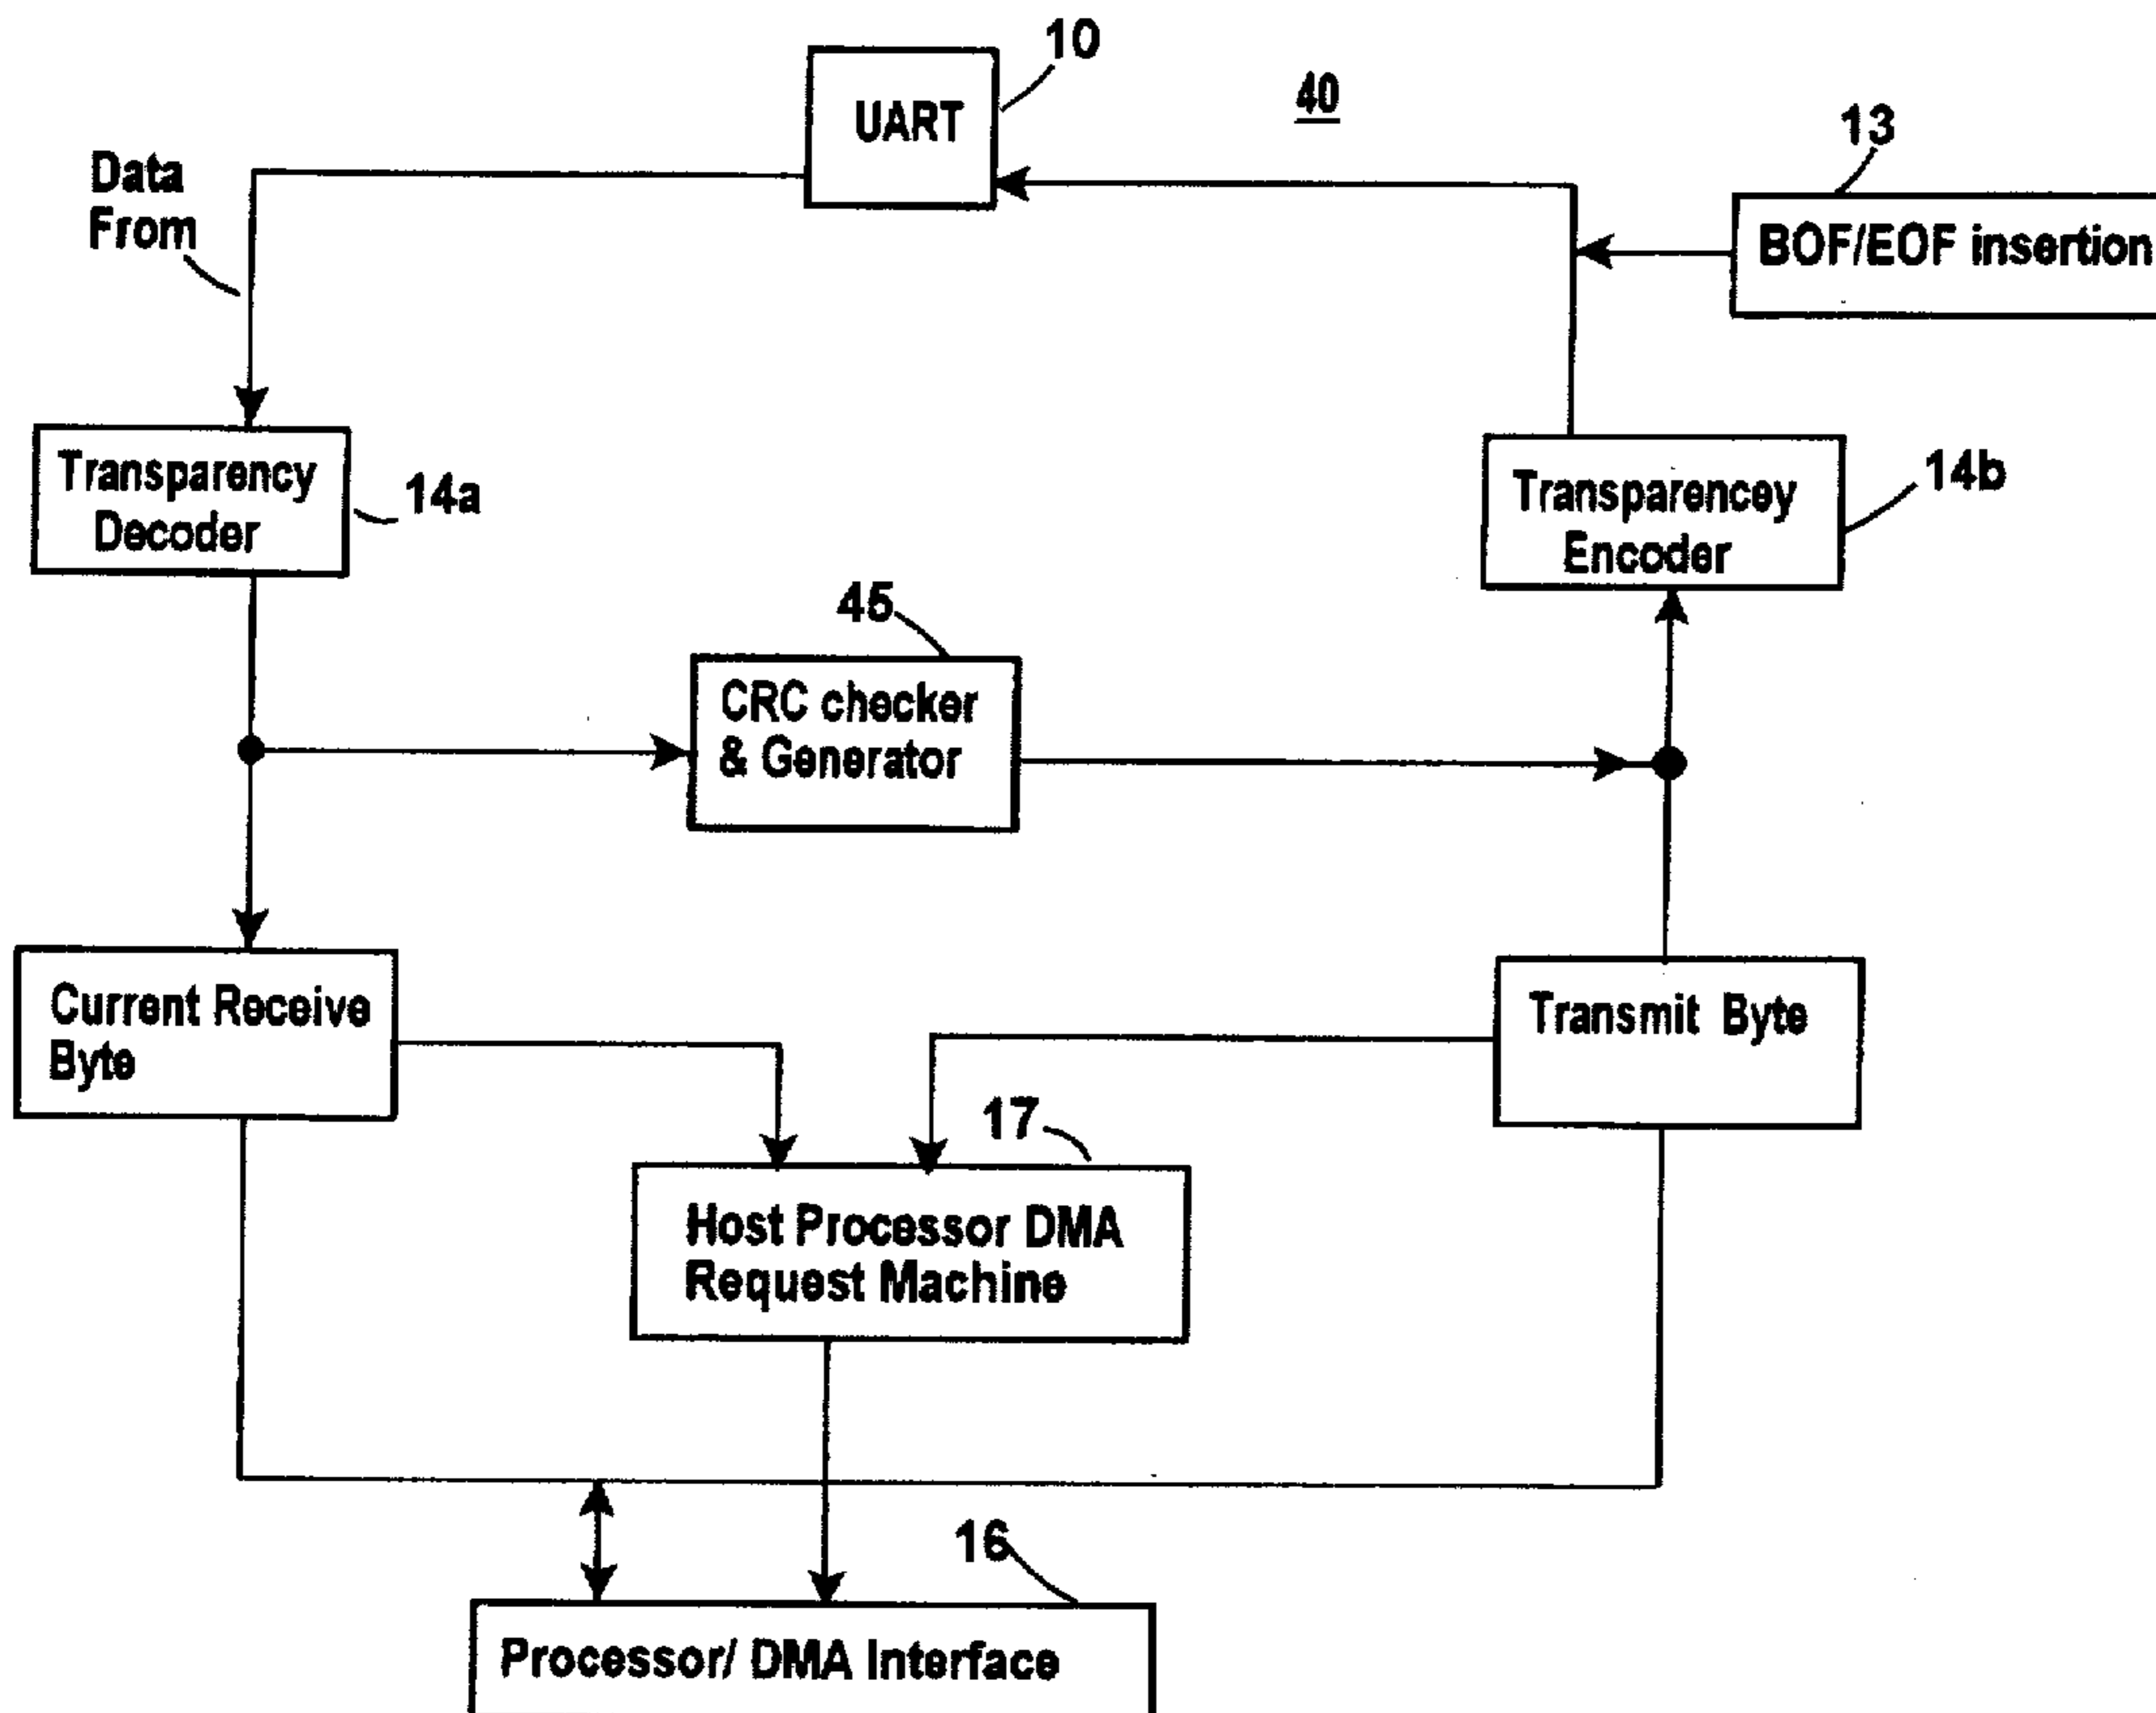 10
UART
40
13
BOF/EOF insertion
Data
From
Transparency
Decoder
14a
Transparencey
Encoder
14b
45
CRC checker
& Generator
Current Receive
Byte
Transmit Byte
17
Host Processor DMA
Request Machine
16
Processor/ DMA Interface